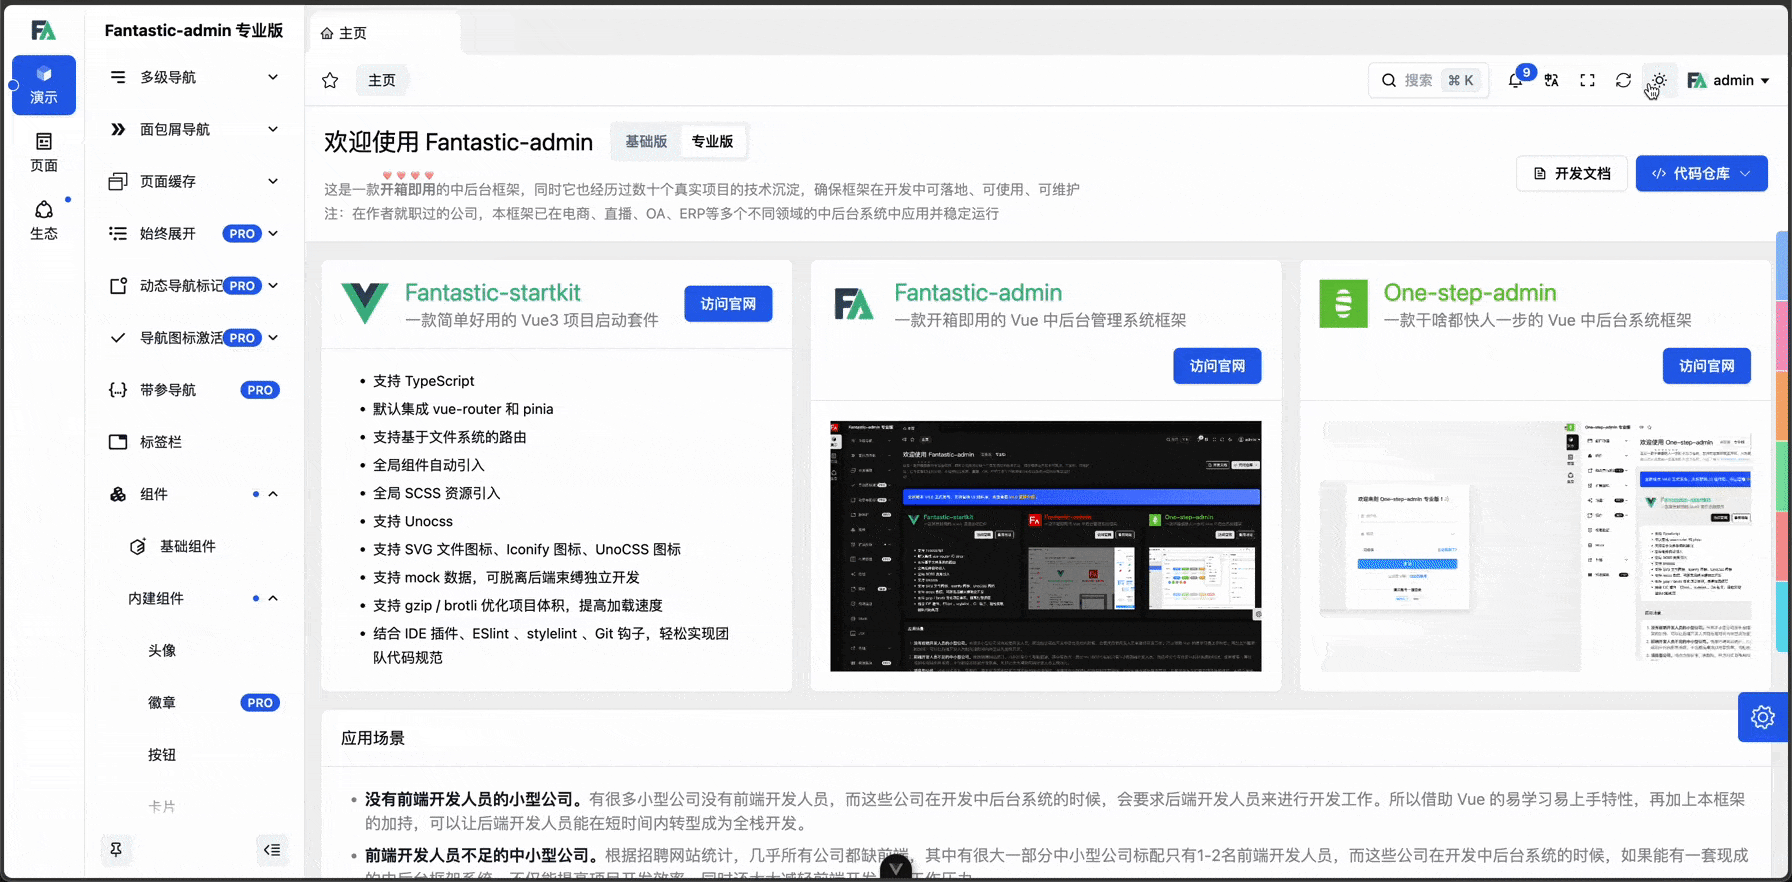 Fantastic-admin 专业版
主页
演示
页面
生态
多级导航
面包屑导航
页面缓存
始终展开 PRO
动态导航标记 PRO
导航图标激活 PRO
带参导航 PRO
标签栏
组件
基础组件
内建组件
头像
徽章 PRO
按钮
卡片
主页
搜索 ⌘ K
9
admin
欢迎使用 Fantastic-admin
基础版 专业版
这是一款开箱即用的中后台框架，同时它也经历过数十个真实项目的技术沉淀，确保框架在开发中可落地、可使用、可维护
注：在作者就职过的公司，本框架已在电商、直播、OA、ERP等多个不同领域的中后台系统中应用并稳定运行
开发文档
代码仓库
Fantastic-startkit
一款简单好用的 Vue3 项目启动套件
访问官网
• 支持 TypeScript
• 默认集成 vue-router 和 pinia
• 支持基于文件系统的路由
• 全局组件自动引入
• 全局 SCSS 资源引入
• 支持 Unocss
• 支持 SVG 文件图标、Iconify 图标、UnoCSS 图标
• 支持 mock 数据，可脱离后端束缚独立开发
• 支持 gzip / brotli 优化项目体积，提高加载速度
• 结合 IDE 插件、ESlint 、stylelint 、Git 钩子，轻松实现团
队代码规范
Fantastic-admin
一款开箱即用的 Vue 中后台管理系统框架
访问官网
One-step-admin
一款干啥都快人一步的 Vue 中后台系统框架
访问官网
欢迎使用 Fantastic-admin
Fantastic-startkit
One-step-admin
欢迎使用 One-step-admin
应用场景
• 没有前端开发人员的小型公司。有很多小型公司没有前端开发人员，而这些公司在开发中后台系统的时候，会要求后端开发人员来进行开发工作。所以借助 Vue 的易学习易上手特性，再加上本框架
的加持，可以让后端开发人员能在短时间内转型成为全栈开发。
• 前端开发人员不足的中小型公司。根据招聘网站统计，几乎所有公司都缺前端，其中有很大一部分中小型公司标配只有1-2名前端开发人员，而这些公司在开发中后台系统的时候，如果能有一套现成